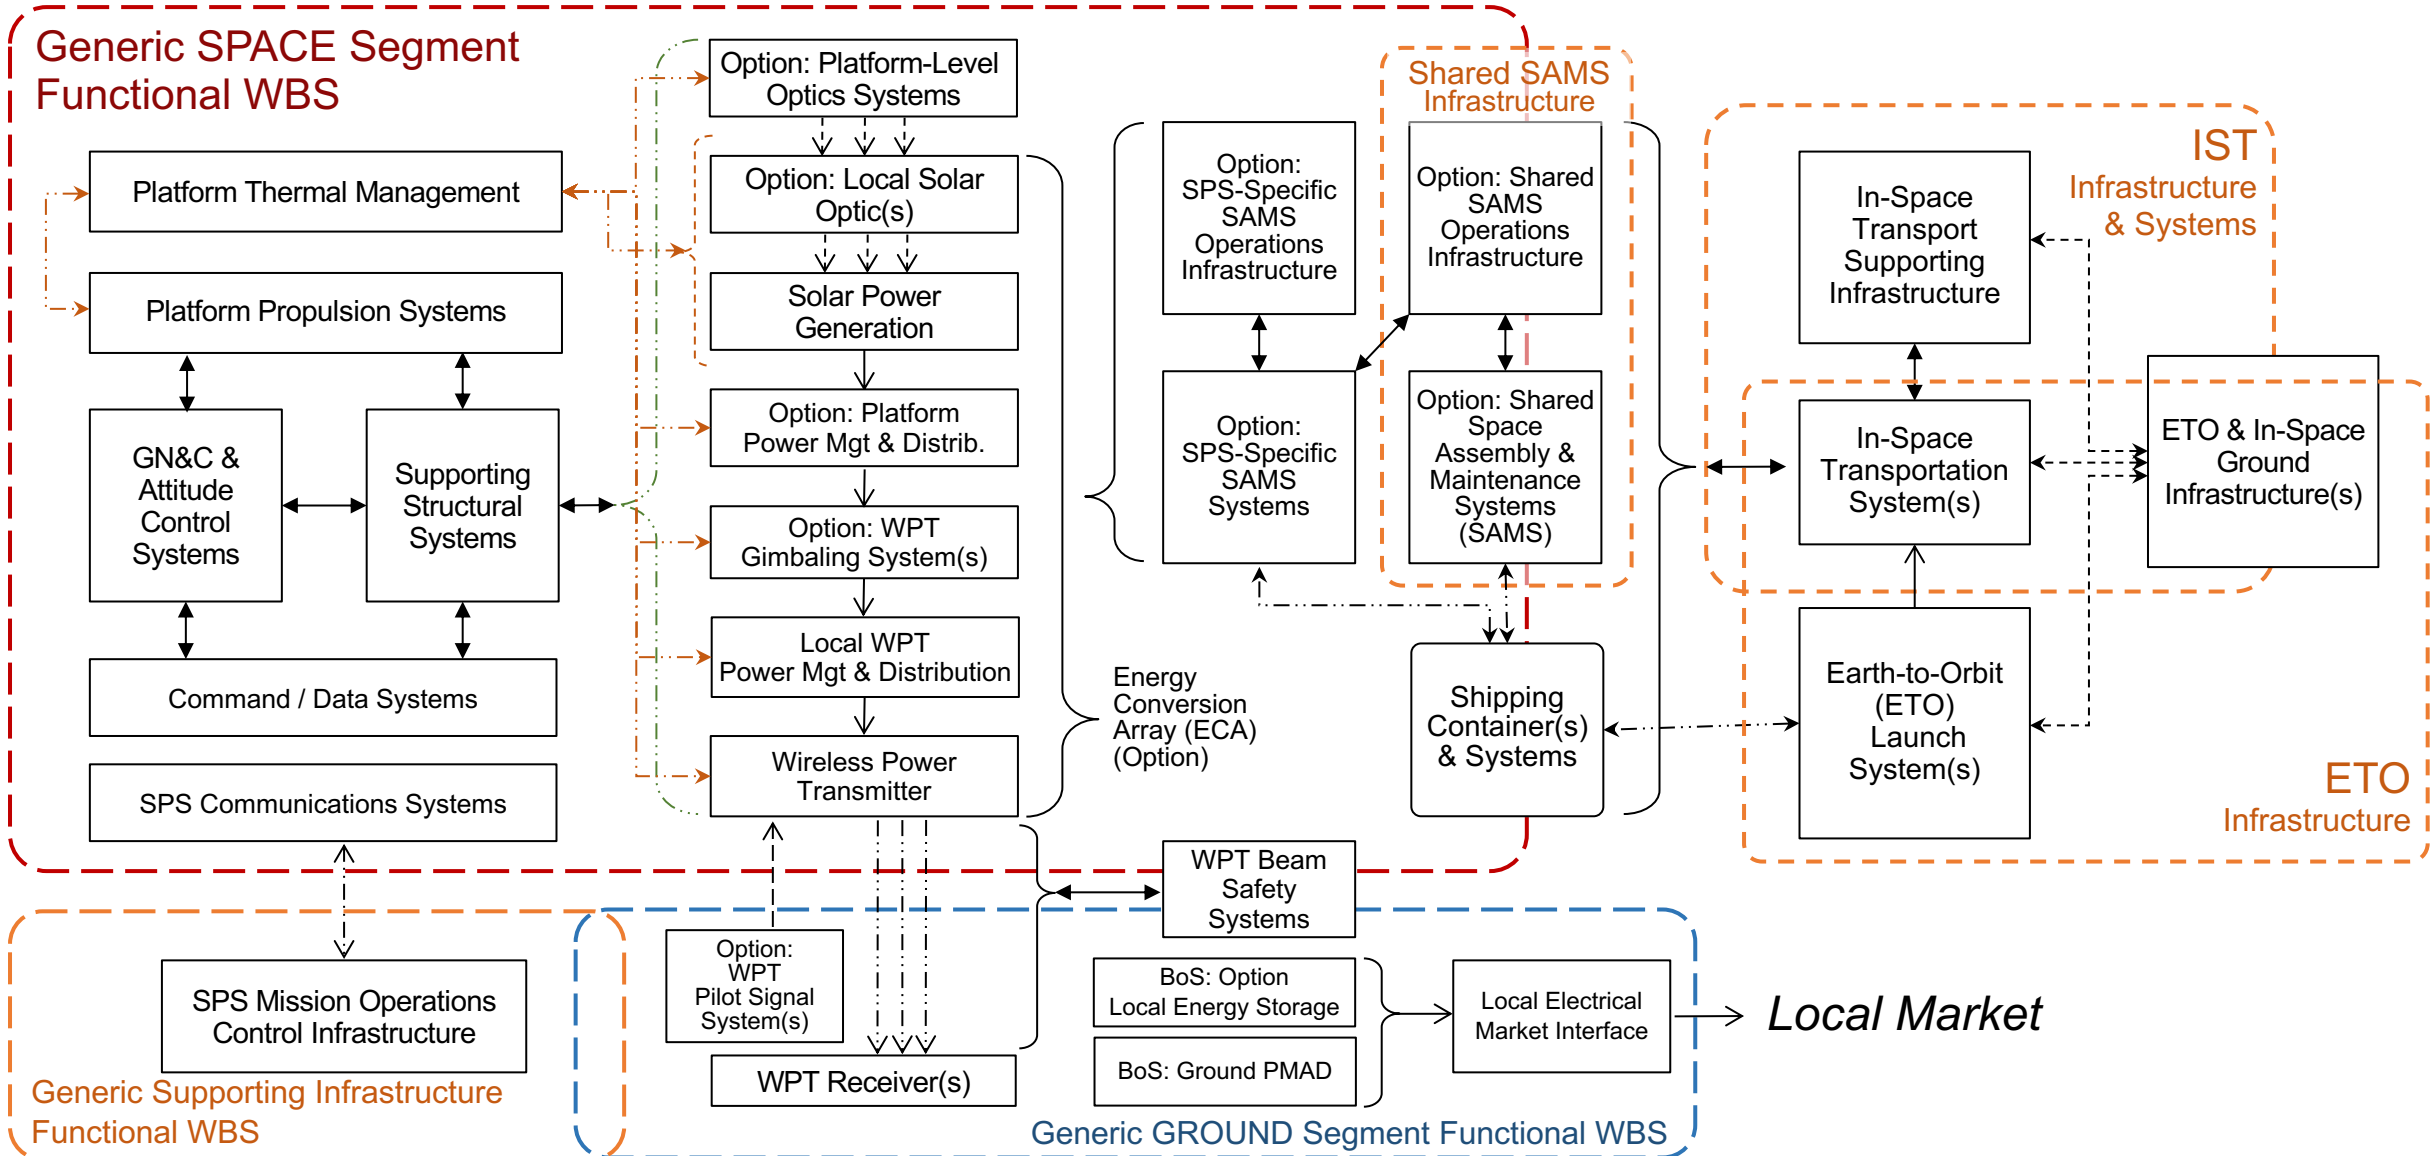 Generic SPACE Segment
Functional WBS
Platform Thermal Management
Platform Propulsion Systems
GN&C &
Attitude
Control
Systems
Supporting
Structural
Systems
Command / Data Systems
SPS Communications Systems
Option: Platform-Level
Optics Systems
Option: Local Solar
Optic(s)
Solar Power
Generation
Option: Platform
Power Mgt & Distrib.
Option: WPT
Gimbaling System(s)
Local WPT
Power Mgt & Distribution
Wireless Power
Transmitter
Energy
Conversion
Array (ECA)
(Option)
Option:
SPS-Specific
SAMS
Operations
Infrastructure
Option:
SPS-Specific
SAMS
Systems
Shared SAMS
Infrastructure
Option: Shared
SAMS
Operations
Infrastructure
Option: Shared
Space
Assembly &
Maintenance
Systems
(SAMS)
Shipping
Container(s)
& Systems
IST
Infrastructure
& Systems
In-Space
Transport
Supporting
Infrastructure
In-Space
Transportation
System(s)
ETO & In-Space
Ground
Infrastructure(s)
Earth-to-Orbit
(ETO)
Launch
System(s)
ETO
Infrastructure
WPT Beam
Safety
Systems
SPS Mission Operations
Control Infrastructure
Generic Supporting Infrastructure
Functional WBS
Option:
WPT
Pilot Signal
System(s)
WPT Receiver(s)
BoS: Option
Local Energy Storage
BoS: Ground PMAD
Local Electrical
Market Interface
Local Market
Generic GROUND Segment Functional WBS